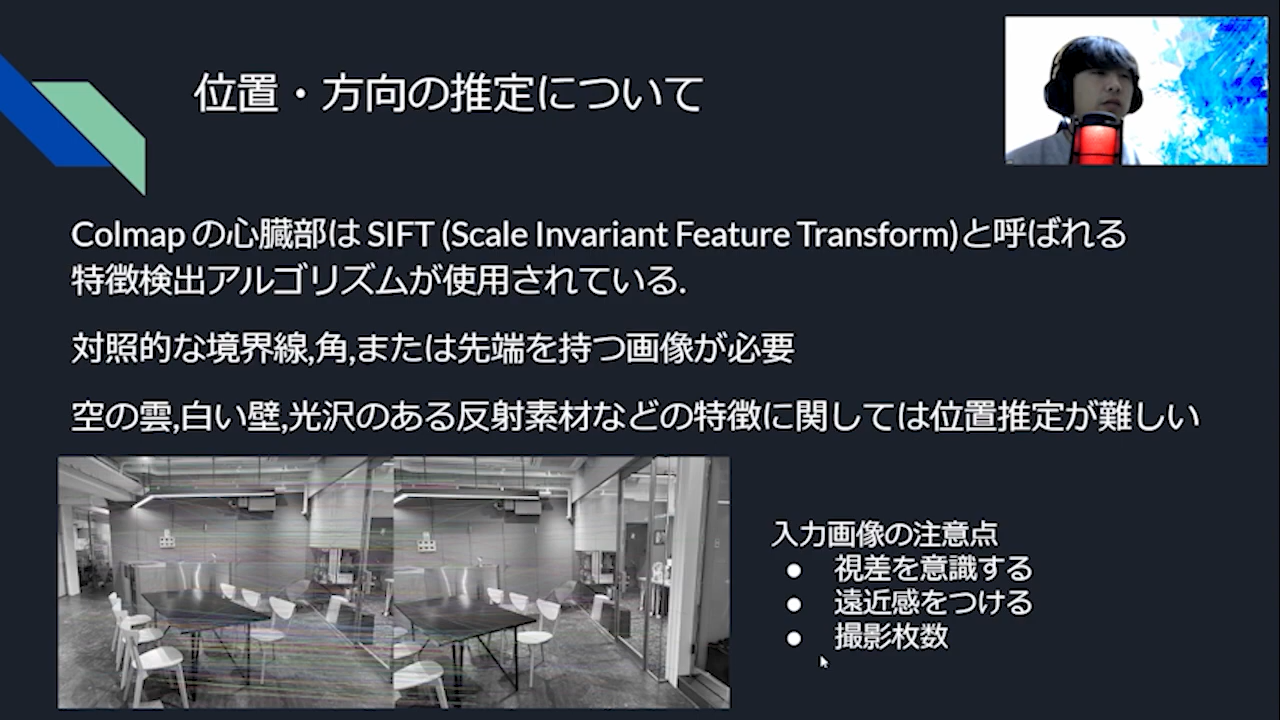 位置・方向の推定について
Colmap の心臓部は SIFT (Scale Invariant Feature Transform)と呼ばれる
特徴検出アルゴリズムが使用されている.
対照的な境界線,角,または先端を持つ画像が必要
空の雲,白い壁,光沢のある反射素材などの特徴に関しては位置推定が難しい
入力画像の注意点
● 視差を意識する
● 遠近感をつける
● 撮影枚数